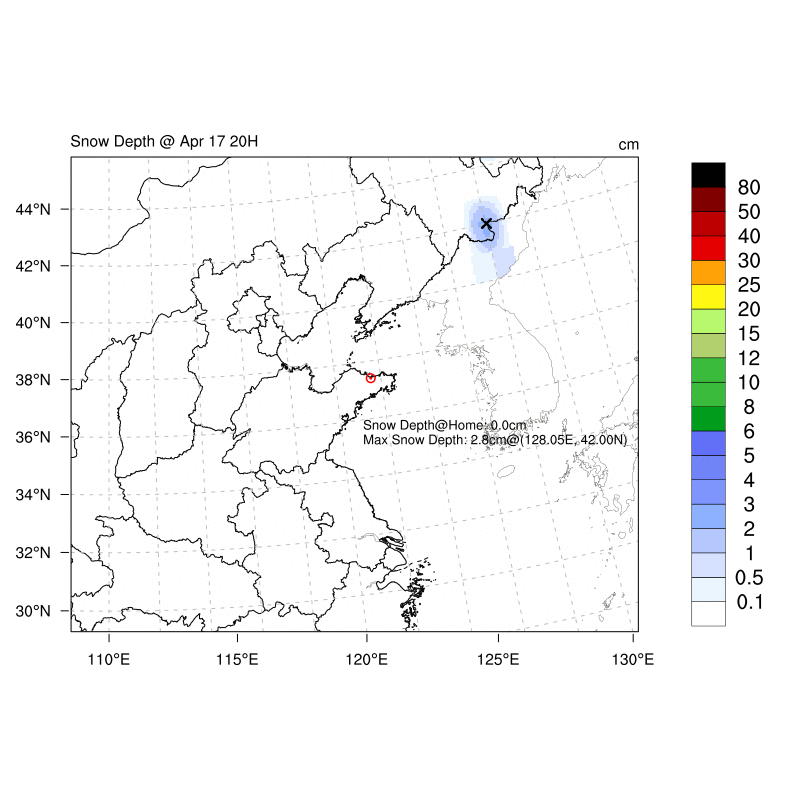 Snow Depth @ Apr 17 20H
cm
44°N
42°N
40°N
38°N
36°N
34°N
32°N
30°N
110°E
115°E
120°E
125°E
130°E
Snow Depth@Home: 0.0cm
Max Snow Depth: 2.8cm@(128.05E, 42.00N)
80
50
40
30
25
20
15
12
10
8
6
5
4
3
2
1
0.5
0.1